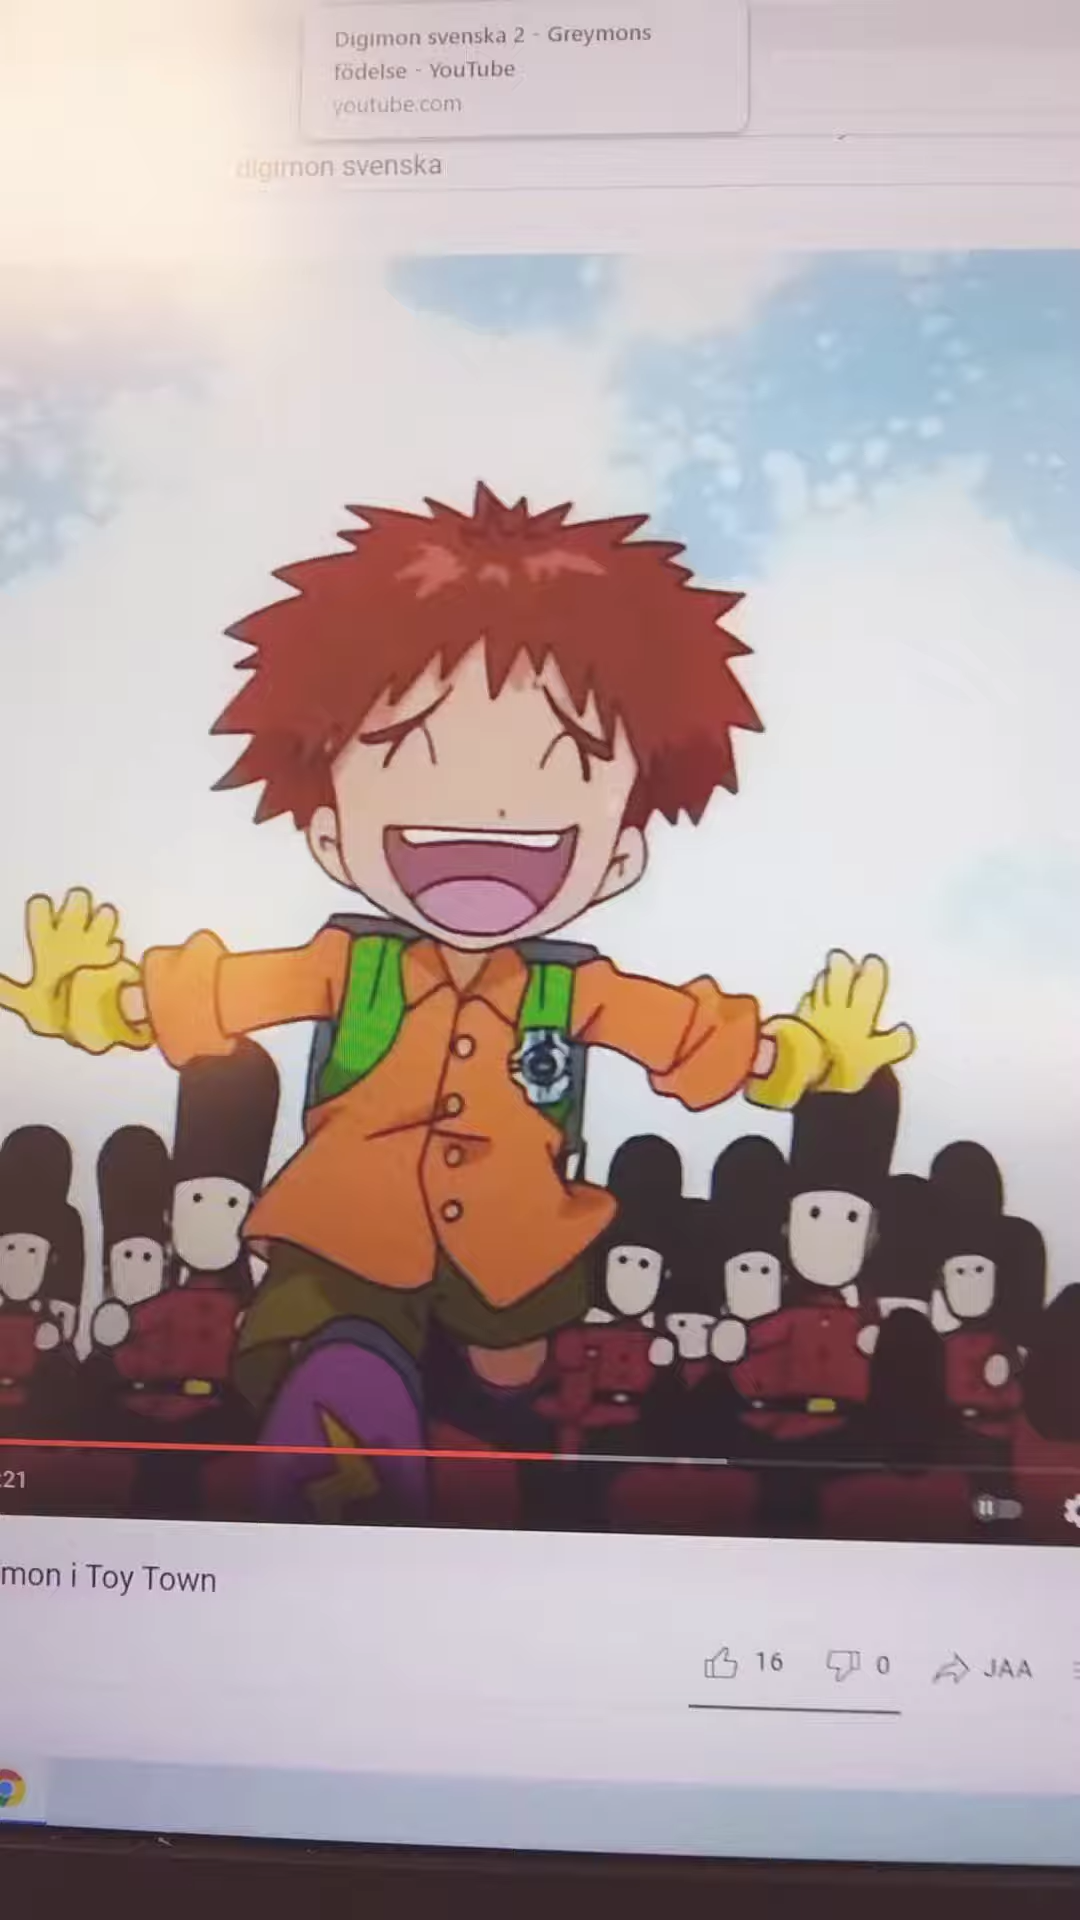 Digimon svenska 2 - Greymons
födelse - YouTube
youtube.com
digimon svenska
:21
mon i Toy Town
16
0
JAA